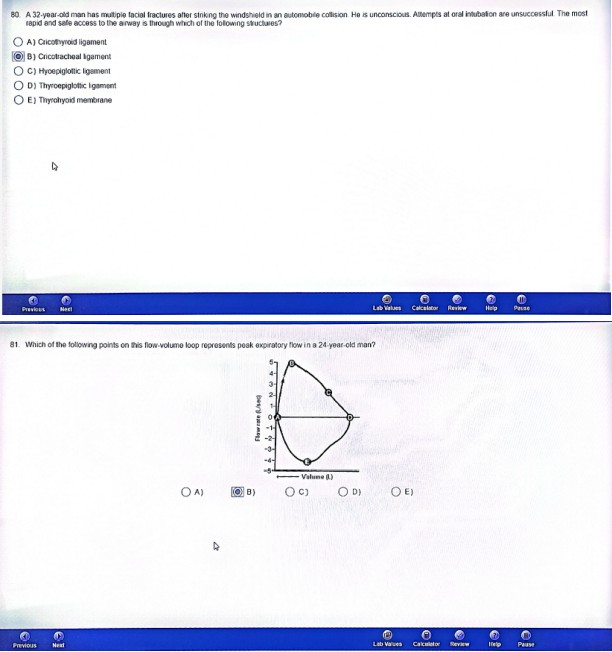 80. A 32-year-old man has multiple facial fractures after striking the windshield in an automobile collision. He is unconscious. Attempts at oral intubation are unsuccessful. The most
rapid and safe access to the airway is through which of the following structures?
A) Cricothyroid ligament
B) Cricotracheal ligament
C) Hyoepiglottic ligament
D) Thyroepiglottic ligament
E) Thyrohyoid membrane
Previous Next Lab Values Calculator Review Help Pause
81. Which of the following points on this flow-volume loop represents peak expiratory flow in a 24-year-old man?
5
4
3
2
1
0
-1
-2
-3
-4
-5
Flow rate (L/sec)
A
B
C
D
E
Volume (L)
A) B) C) D) E)
Previous Next Lab Values Calculator Review Help Pause